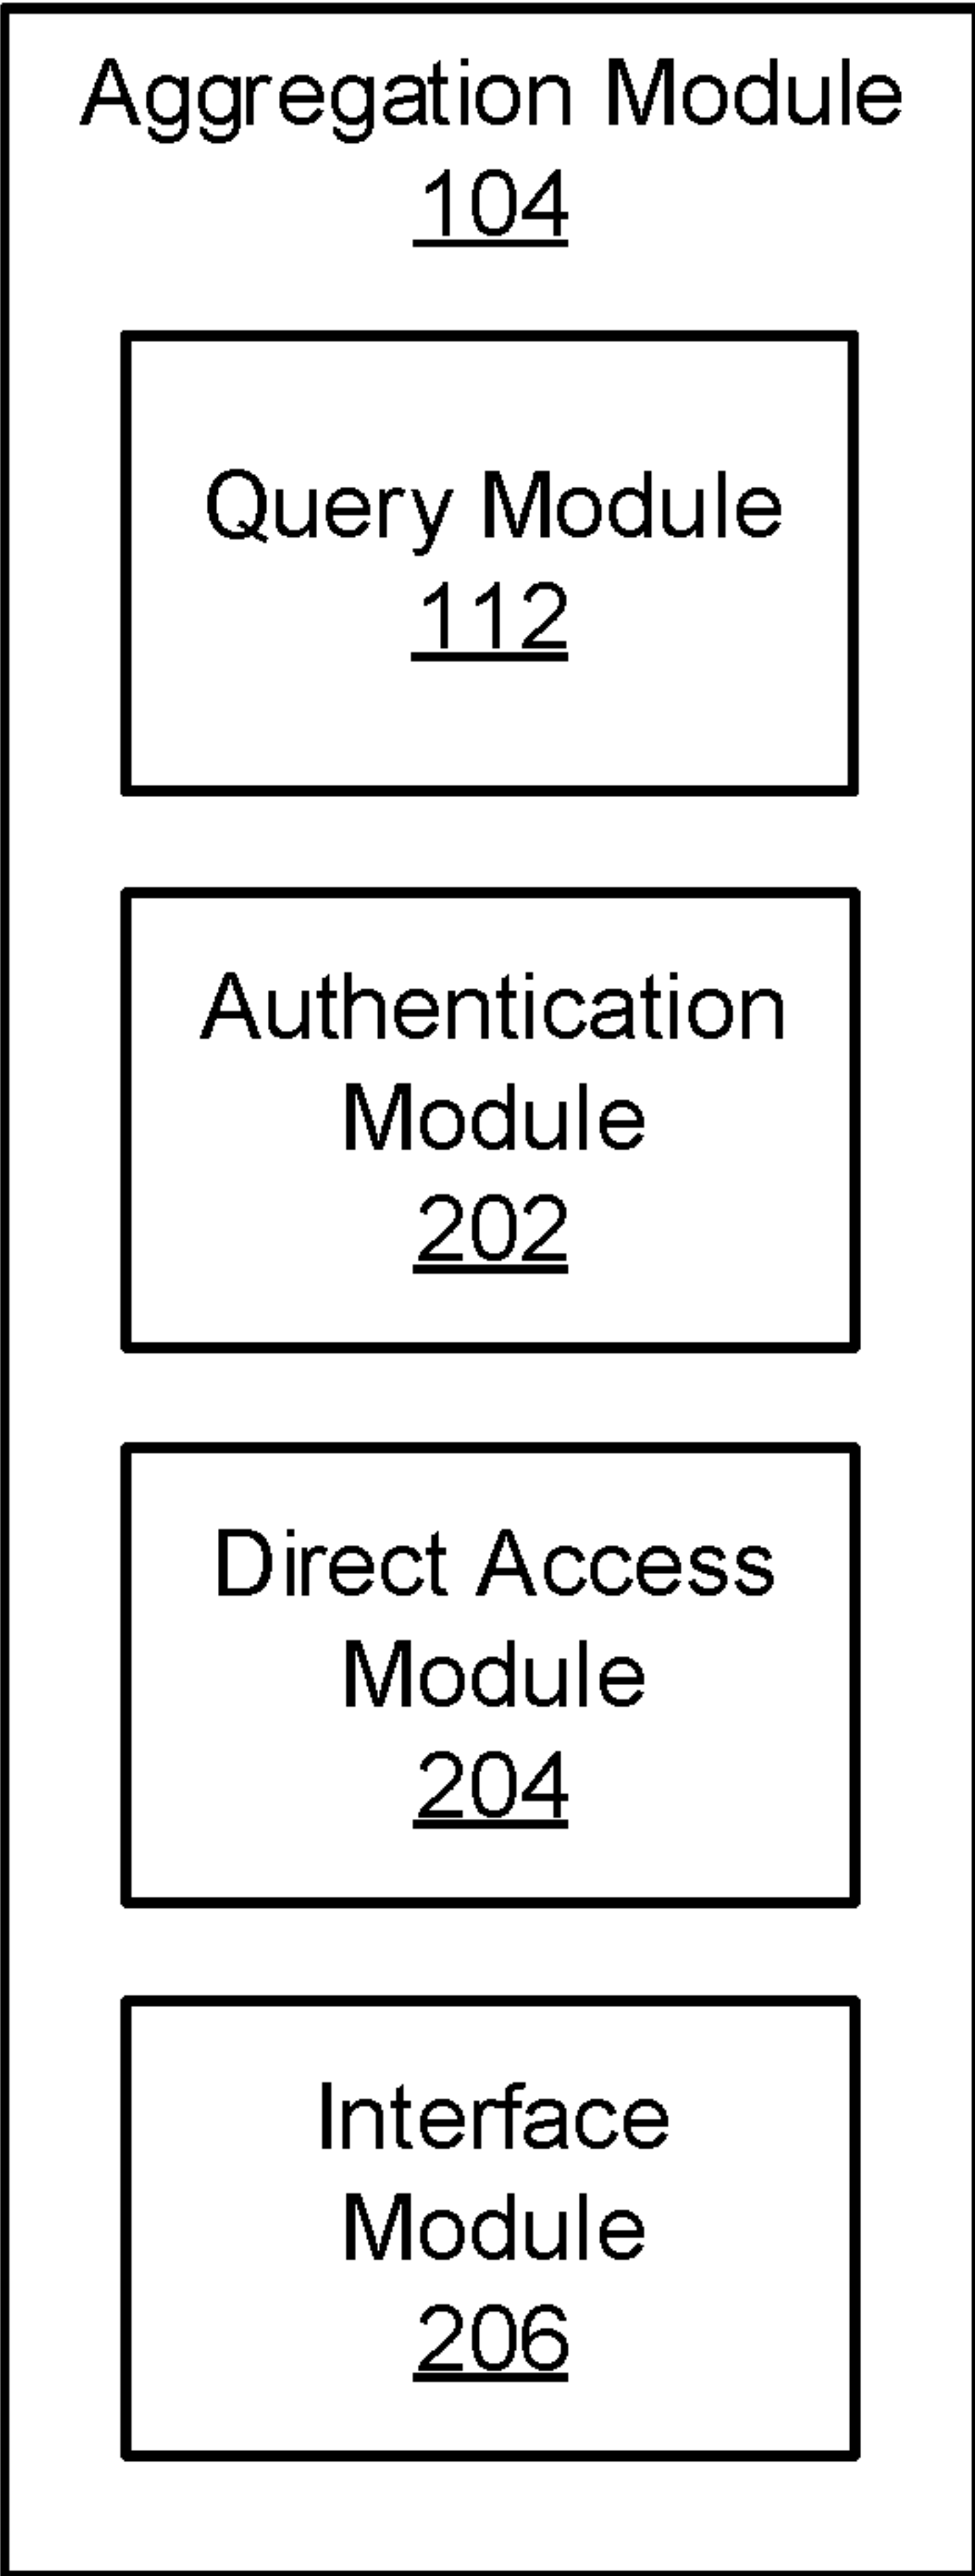 Aggregation Module
104
Query Module
112
Authentication
Module
202
Direct Access
Module
204
Interface
Module
206